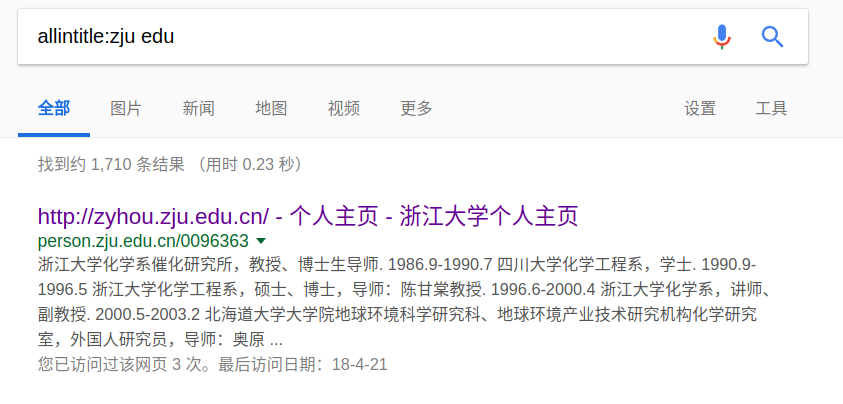 allintitle:zju edu
全部 图片 新闻 地图 视频 更多 设置 工具
找到约 1,710 条结果 （用时 0.23 秒）
http://zyhou.zju.edu.cn/ - 个人主页 - 浙江大学个人主页
person.zju.edu.cn/0096363
浙江大学化学系催化研究所，教授、博士生导师. 1986.9-1990.7 四川大学化学工程系，学士. 1990.9-
1996.5 浙江大学化学工程系，硕士、博士，导师：陈甘棠教授. 1996.6-2000.4 浙江大学化学系，讲师、
副教授. 2000.5-2003.2 北海道大学大学院地球环境科学研究科、地球环境产业技术研究机构化学研究
室，外国人研究员，导师：奥原 ...
您已访问过该网页 3 次。最后访问日期：18-4-21